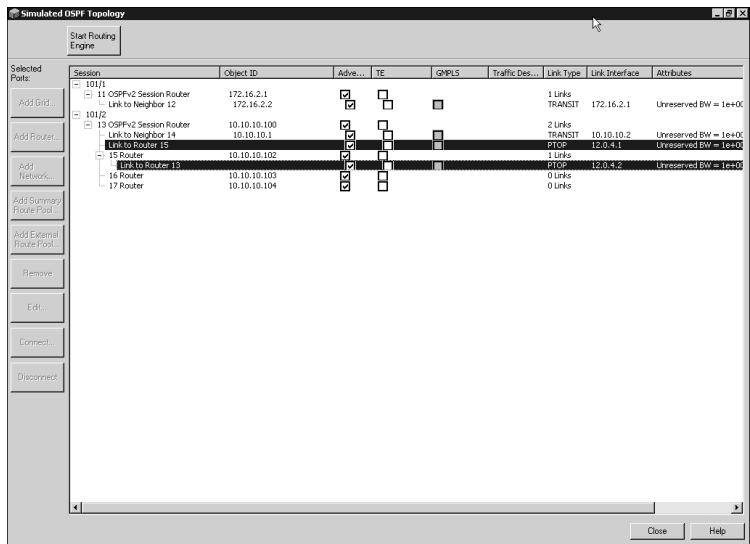 Simulated OSPF Topology
Start Routing
Engine
Selected
Ports:
Add Grid...
Add Router...
Add
Network...
Add Summary
Route Pool...
Add External
Route Pool...
Remove
Edit...
Connect...
Disconnect
Session Object ID Adve... TE GMPLS Traffic Des... Link Type Link Interface Attributes
101/1
11 OSPFv2 Session Router 172.16.2.1 1 Links
Link to Neighbor 12 172.16.2.2 TRANSIT 172.16.2.1 Unreserved BW = 1e+00
101/2
13 OSPFv2 Session Router 10.10.10.100 2 Links
Link to Neighbor 14 10.10.10.1 TRANSIT 10.10.10.2 Unreserved BW = 1e+00
Link to Router 15 PTOP 12.0.4.1 Unreserved BW = 1e+00
15 Router 10.10.10.102 1 Links
Link to Router 13 PTOP 12.0.4.2 Unreserved BW = 1e+00
16 Router 10.10.10.103 0 Links
17 Router 10.10.10.104 0 Links
Close Help